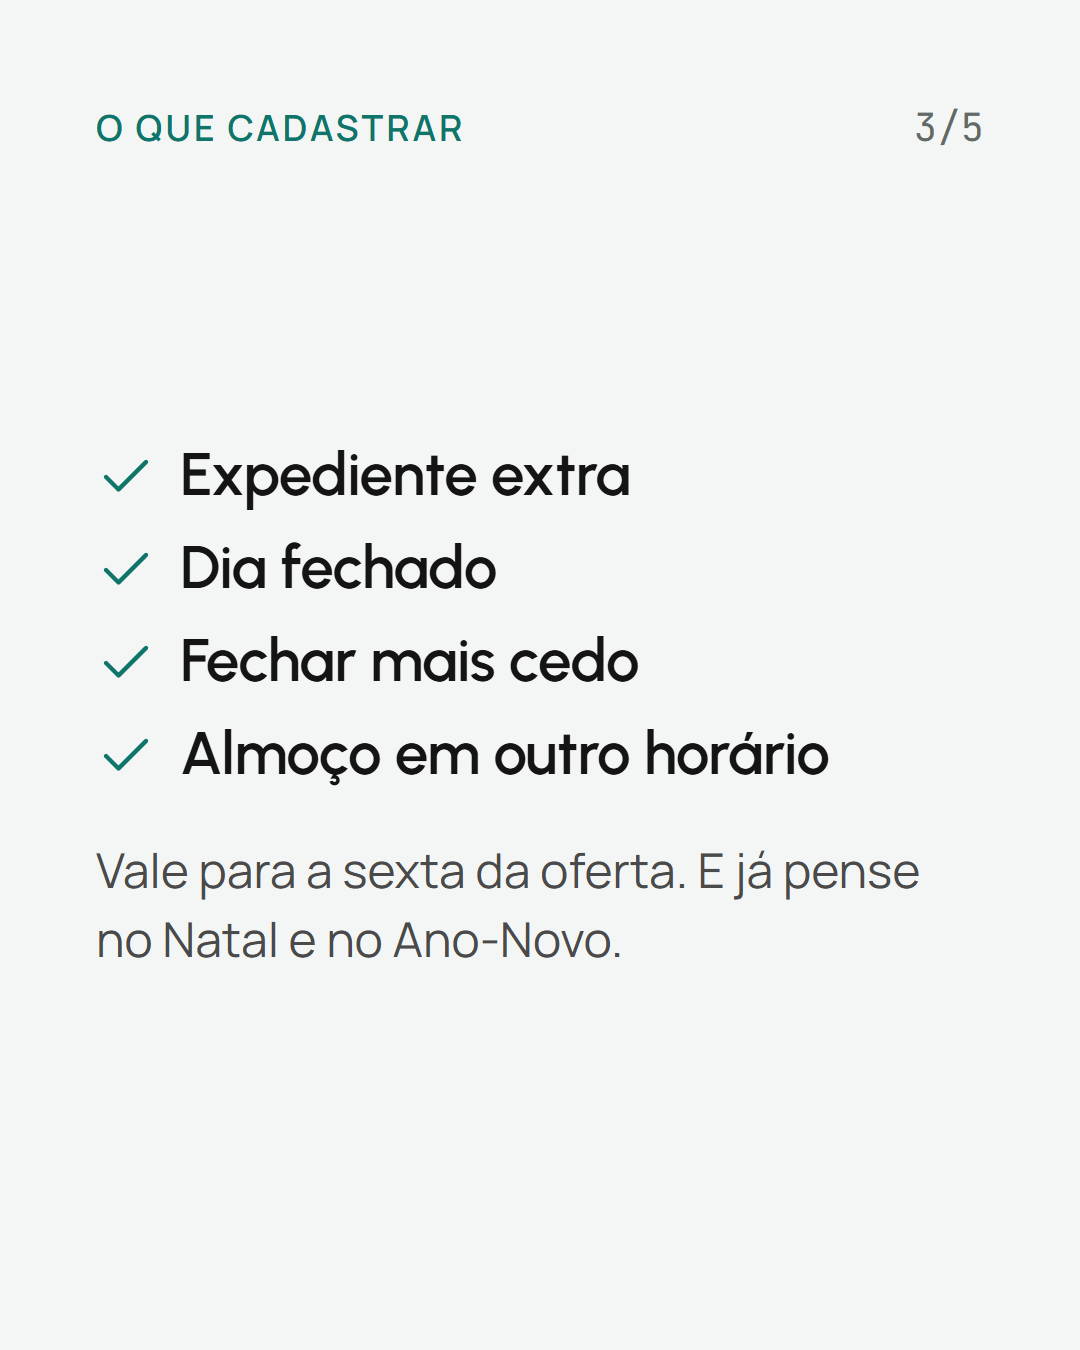 O QUE CADASTRAR
3/5
Expediente extra
Dia fechado
Fechar mais cedo
Almoço em outro horário
Vale para a sexta da oferta. E já pense
no Natal e no Ano-Novo.